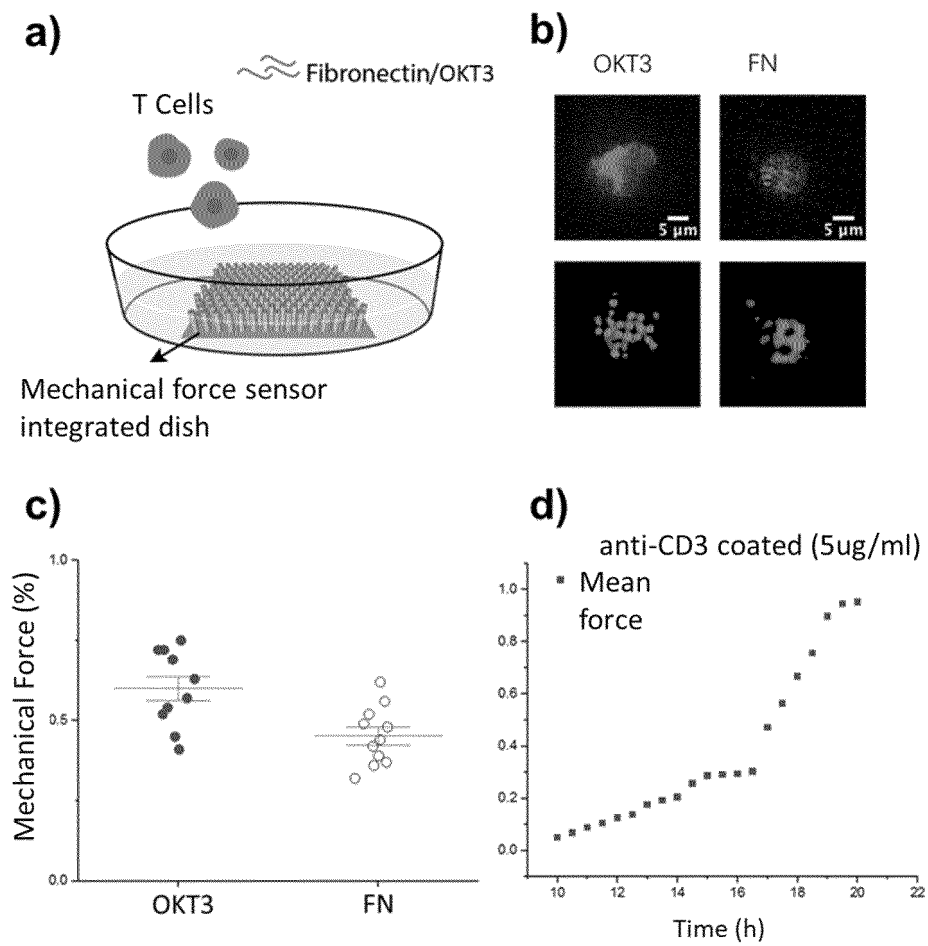 a)
Fibronectin/OKT3
T Cells
Mechanical force sensor
integrated dish
b)
OKT3 FN
5 μm 5 μm
c)
Mechanical Force (%)
1.0
0.5
0.0
OKT3 FN
d)
anti-CD3 coated (5ug/ml)
Mean
force
1.0
0.8
0.6
0.4
0.2
0.0
10 12 14 16 18 20 22
Time (h)